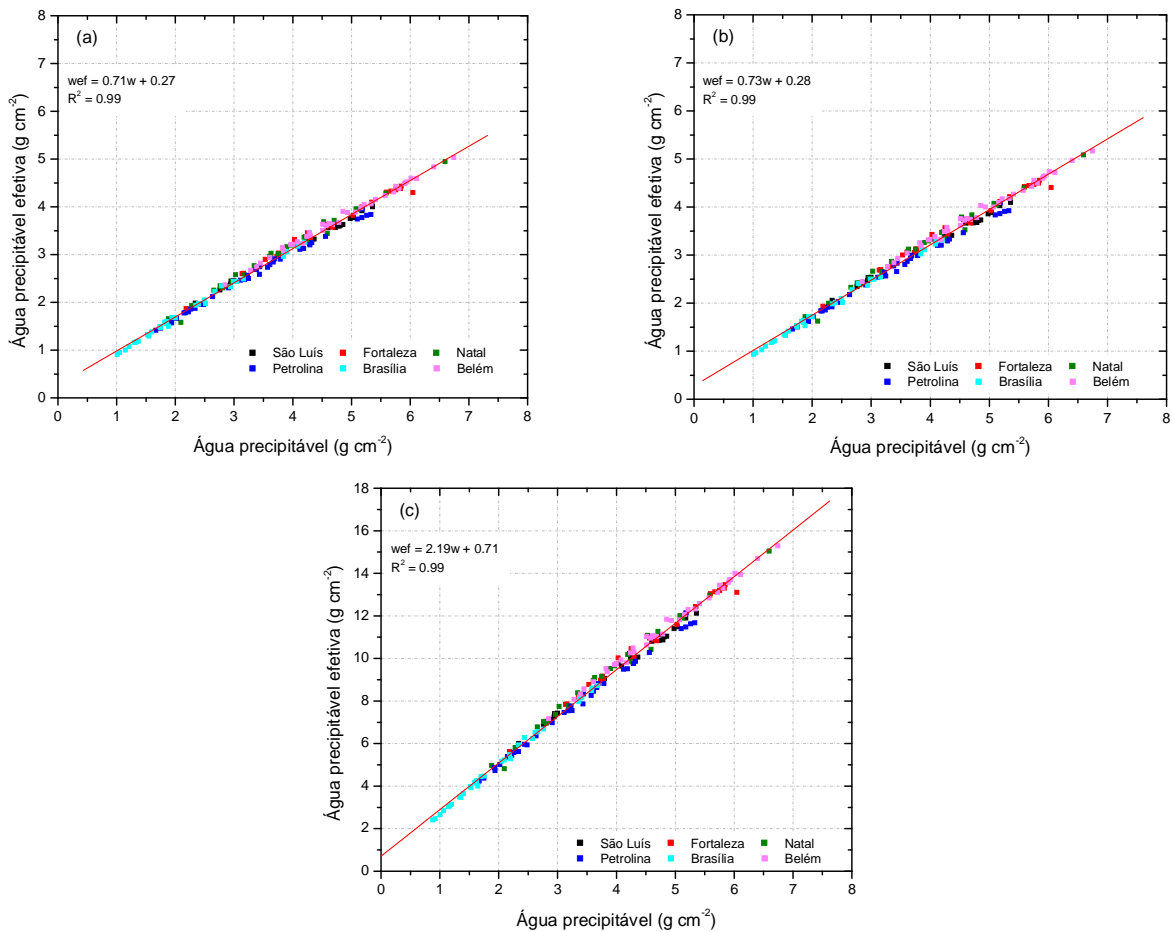 (a)
wef = 0.71w + 0.27
R² = 0.99
Água precipitável efetiva (g cm⁻²)
8
7
6
5
4
3
2
1
0
São Luís Fortaleza Natal
Petrolina Brasília Belém
0 1 2 3 4 5 6 7 8
Água precipitável (g cm⁻²)
(b)
wef = 0.73w + 0.28
R² = 0.99
Água precipitável efetiva (g cm⁻²)
8
7
6
5
4
3
2
1
0
São Luís Fortaleza Natal
Petrolina Brasília Belém
0 1 2 3 4 5 6 7 8
Água precipitável (g cm⁻²)
(c)
wef = 2.19w + 0.71
R² = 0.99
Água precipitável efetiva (g cm⁻²)
18
16
14
12
10
8
6
4
2
0
São Luís Fortaleza Natal
Petrolina Brasília Belém
0 1 2 3 4 5 6 7 8
Água precipitável (g cm⁻²)